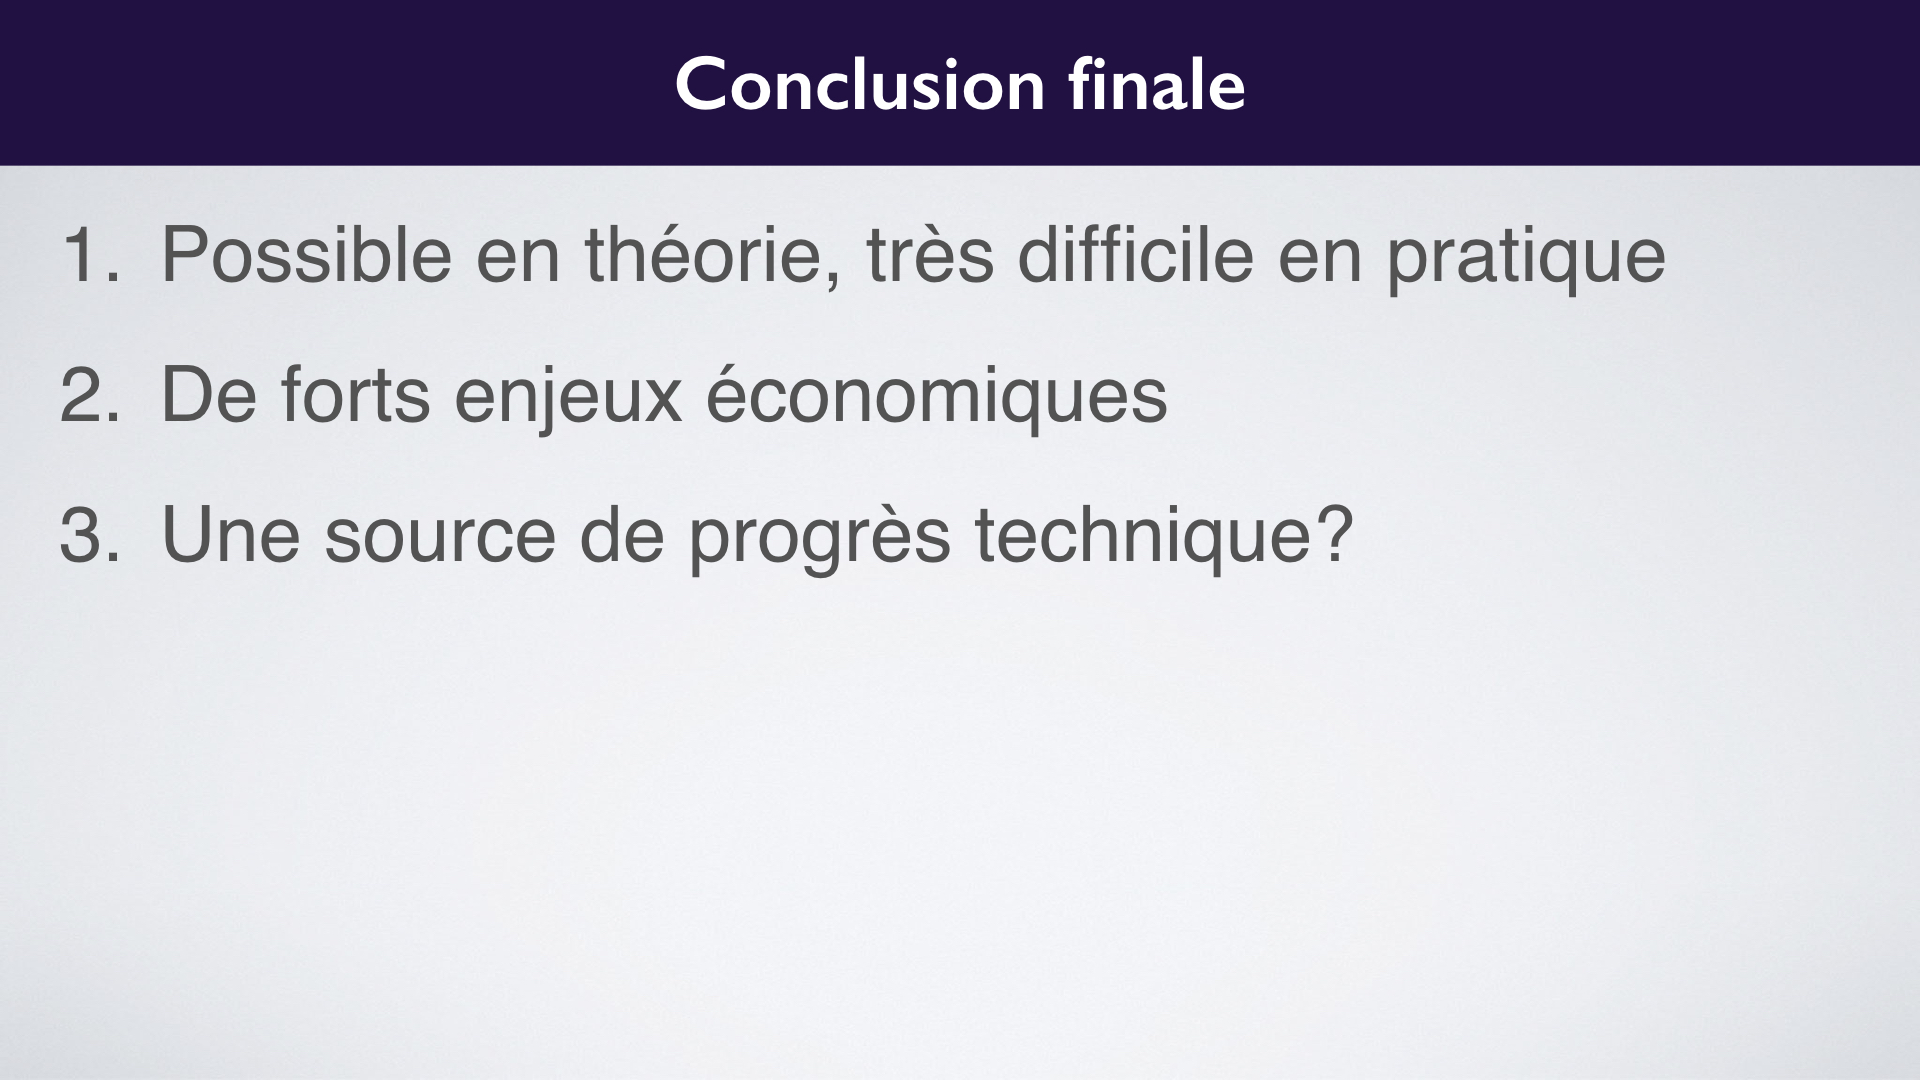 Conclusion finale
1. Possible en théorie, très difficile en pratique
2. De forts enjeux économiques
3. Une source de progrès technique?